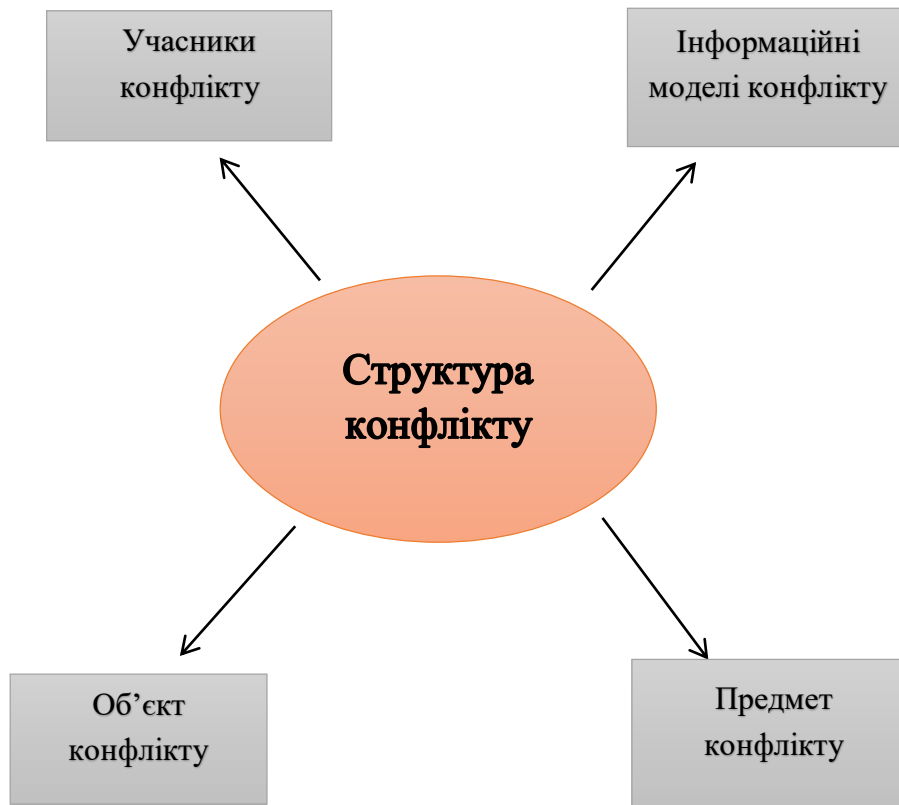 Учасники
конфлікту
Інформаційні
моделі конфлікту
Структура
конфлікту
Об’єкт
конфлікту
Предмет
конфлікту